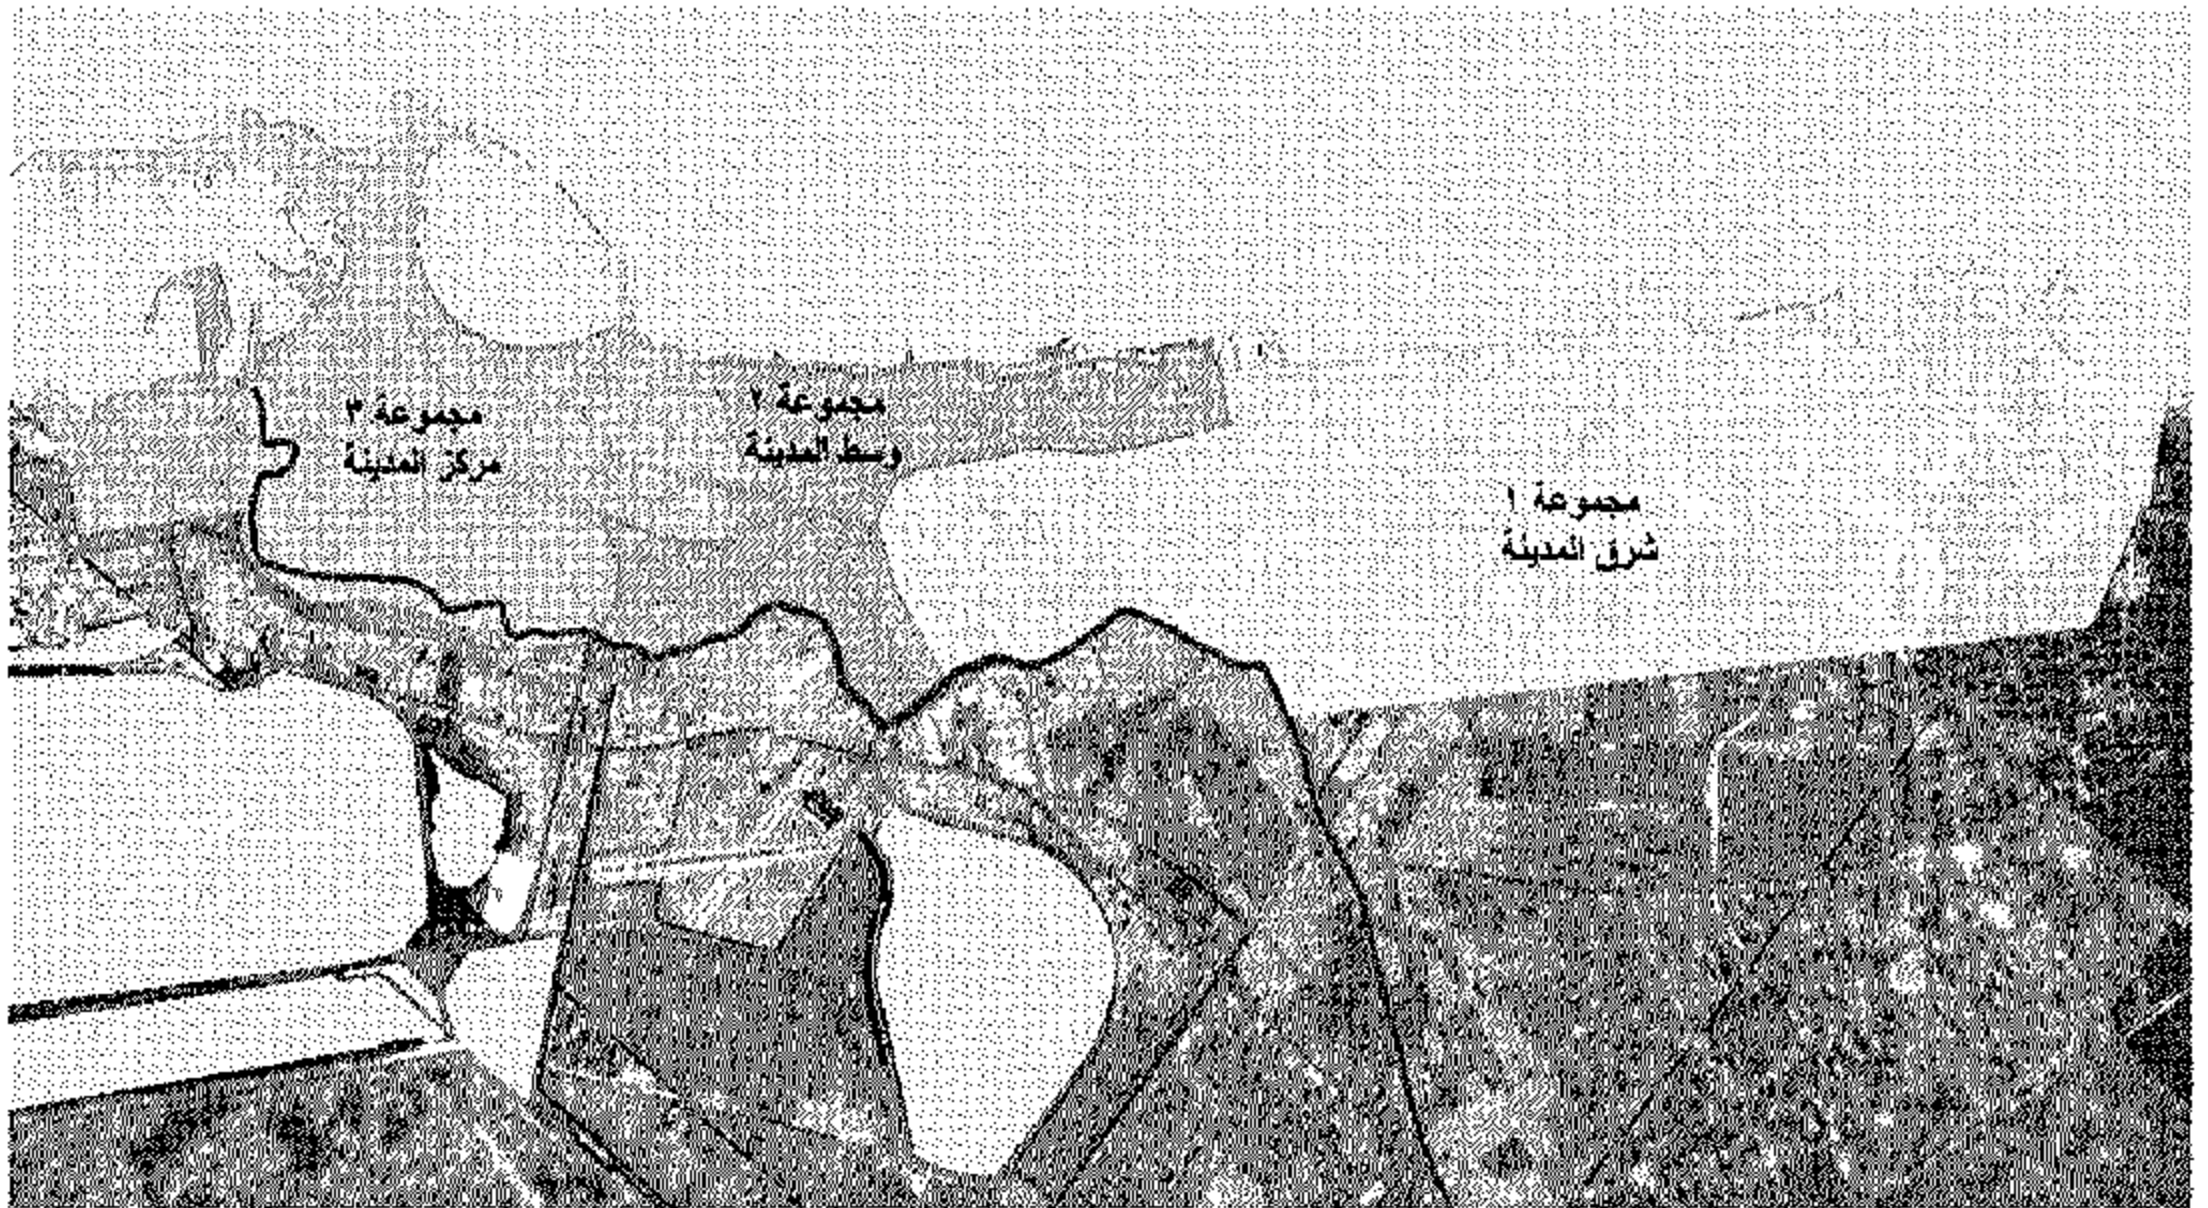 مجموعة ١
شرق المدينة
مجموعة ٢
وسط المدينة
مجموعة ٣
مركز المدينة